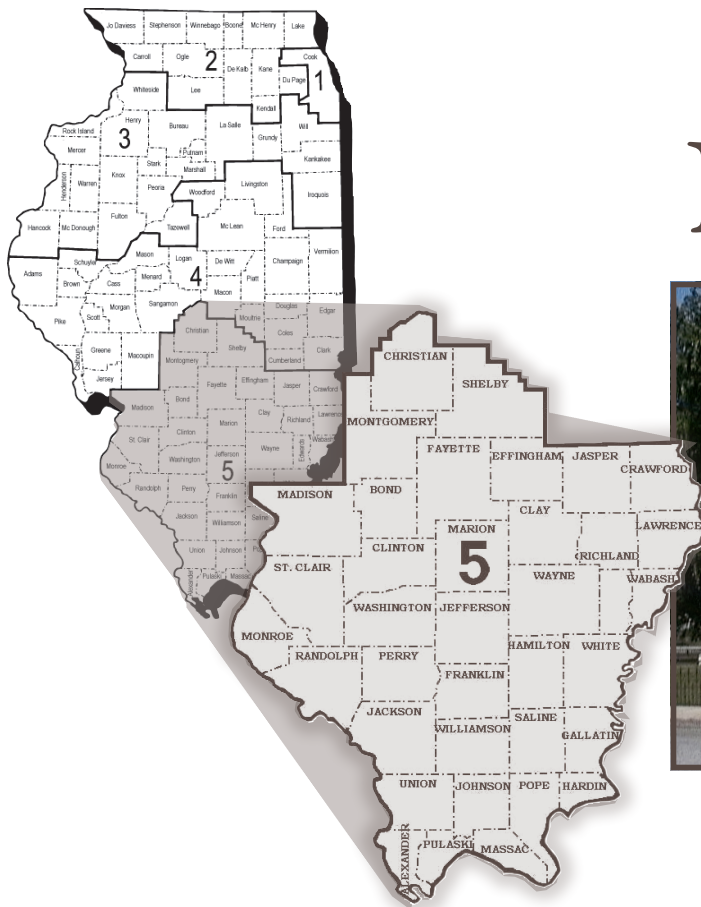 Jo Daviess Stephenson Winnebago Boone Mc Henry Lake
Carroll Ogle 2 De Kalb Kane Cook
1
Du Page
Whiteside Lee
Kendall
Henry Bureau La Salle Will
Rock Island 3 Grundy
Mercer Putnam
Stark Marshall Kankakee
Henderson Warren Knox Peoria Woodford Livingston Iroquois
Fulton
Hancock Mc Donough Tazewell Mc Lean Ford
Vermilion
Schuyler Mason Logan De Witt Champaign
Adams 4
Brown Cass Menard Piatt
Macon
Morgan Sangamon
Pike Scott Moultrie Douglas Edgar
Christian Coles
Greene Macoupin Shelby Clark
Calhoun Montgomery Cumberland
Jersey
Fayette Effingham Jasper Crawford
Madison Bond
Clay
Marion Richland Lawrence
St. Clair Clinton
Wayne Edwards Wabash
Washington Jefferson
Monroe 5
Randolph Perry Franklin
Jackson Saline
Williamson
Union Johnson
Pulaski Massac
CHRISTIAN
SHELBY
MONTGOMERY
FAYETTE EFFINGHAM JASPER
CRAWFORD
MADISON BOND
CLAY
MARION LAWRENCE
5
CLINTON RICHLAND
ST. CLAIR WAYNE WABASH
WASHINGTON JEFFERSON
MONROE HAMILTON WHITE
RANDOLPH PERRY
FRANKLIN
JACKSON SALINE
WILLIAMSON GALLATIN
UNION JOHNSON POPE HARDIN
ALEXANDER PULASKI MASSAC